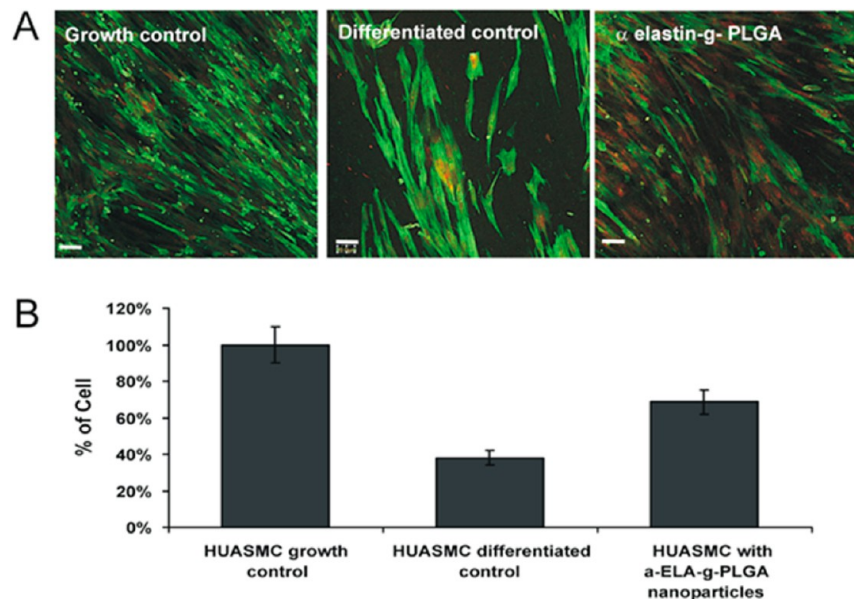 A
Growth control
Differentiated control
α elastin-g- PLGA
B
120%
100%
80%
60%
40%
20%
0%
% of Cell
HUASMC growth
control
HUASMC differentiated
control
HUASMC with
a-ELA-g-PLGA
nanoparticles